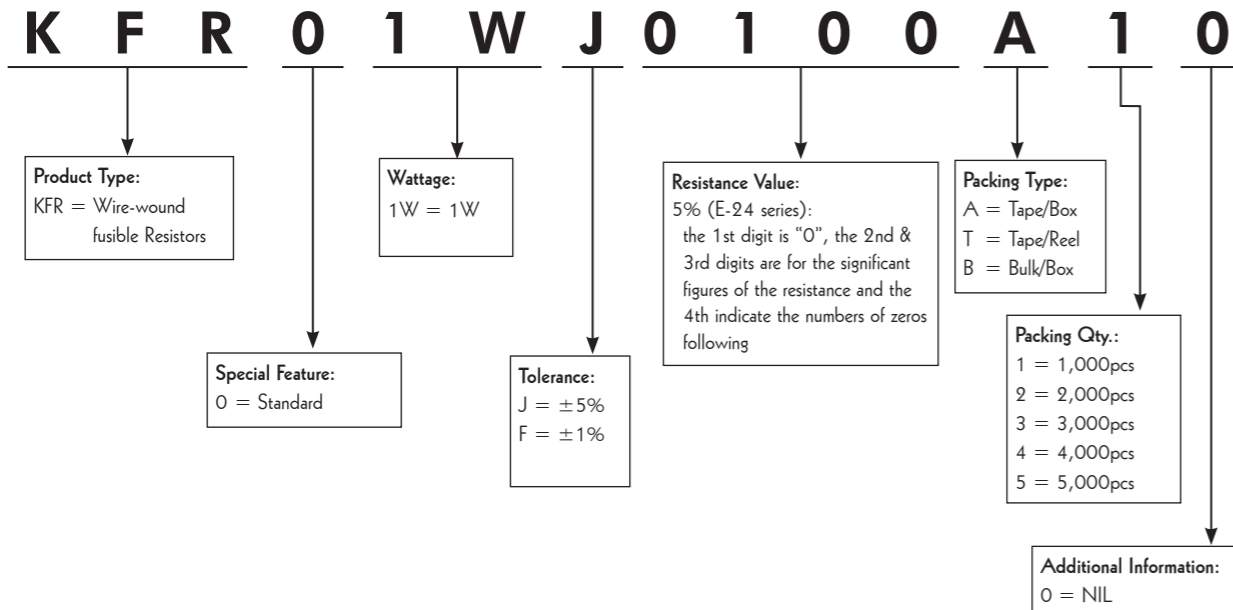 K F R 0 1 W J 0 1 0 0 A 1 0
Product Type:
KFR = Wire-wound
fusible Resistors
Special Feature:
0 = Standard
Wattage:
1W = 1W
Tolerance:
J = ±5%
F = ±1%
Resistance Value:
5% (E-24 series):
the 1st digit is “0”, the 2nd &
3rd digits are for the significant
figures of the resistance and the
4th indicate the numbers of zeros
following
Packing Type:
A = Tape/Box
T = Tape/Reel
B = Bulk/Box
Packing Qty.:
1 = 1,000pcs
2 = 2,000pcs
3 = 3,000pcs
4 = 4,000pcs
5 = 5,000pcs
Additional Information:
0 = NIL